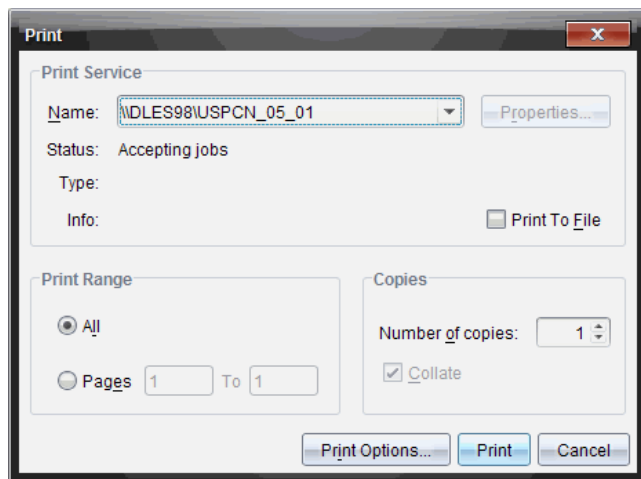 Print
Print Service
Name: \\DLES98\USPCN_05_01 Properties...
Status: Accepting jobs
Type:
Info: Print To File
Print Range
All
Pages 1 To 1
Copies
Number of copies: 1
Collate
Print Options... Print Cancel